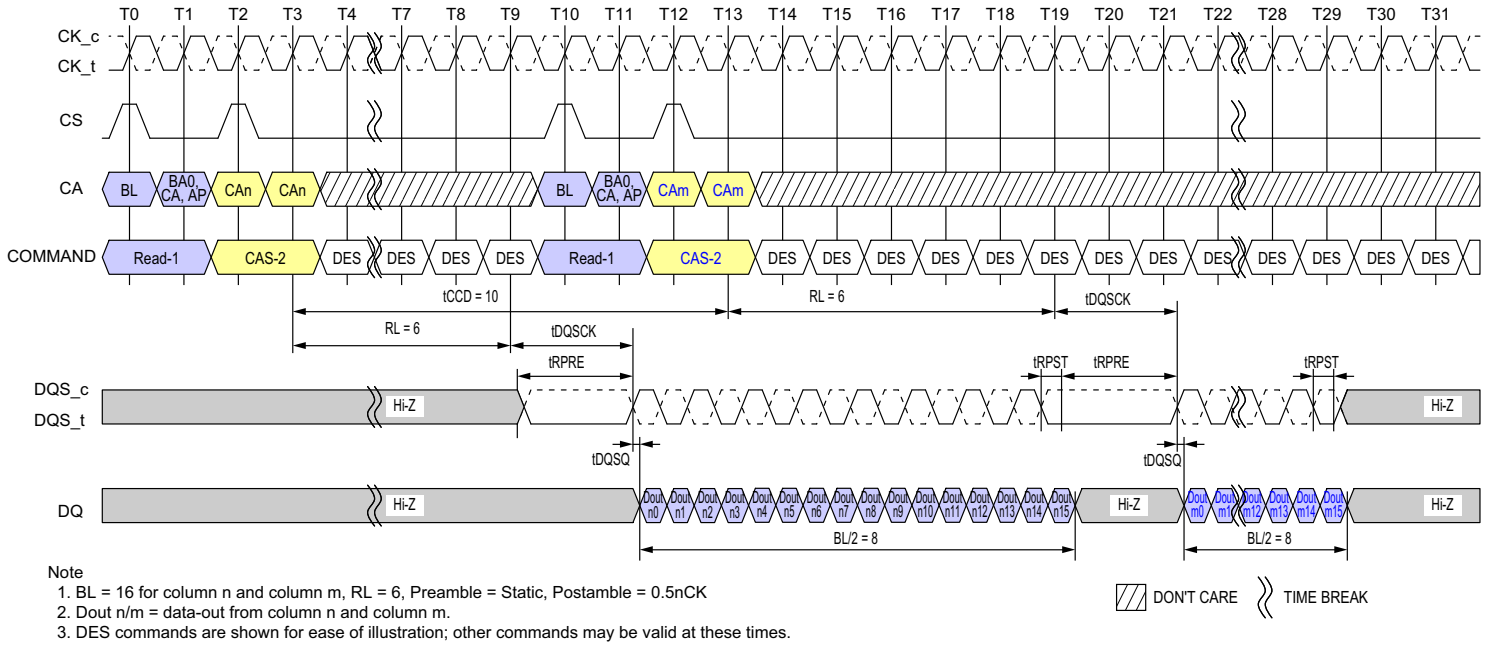 T0 T1 T2 T3 T4 T7 T8 T9 T10 T11 T12 T13 T14 T15 T16 T17 T18 T19 T20 T21 T22 T28 T29 T30 T31
CK_c
CK_t
CS
CA BL BA0, CA, AP CAn CAn BL BA0, CA, AP CAm CAm
COMMAND Read-1 CAS-2 DES DES DES DES Read-1 CAS-2 DES DES DES DES DES DES DES DES DES DES DES DES DES
tCCD = 10 RL = 6 tDQSCK
RL = 6 tDQSCK
tRPRE tRPST tRPRE tRPST
DQS_c
DQS_t
Hi-Z Hi-Z
tDQSQ tDQSQ
DQ Hi-Z Dout n0 Dout n1 Dout n2 Dout n3 Dout n4 Dout n5 Dout n6 Dout n7 Dout n8 Dout n9 Dout n10 Dout n11 Dout n12 Dout n13 Dout n14 Dout n15 Hi-Z Dout m0 Dout m1 Dout m12 Dout m13 Dout m14 Dout m15 Hi-Z
BL/2 = 8 BL/2 = 8
Note
1. BL = 16 for column n and column m, RL = 6, Preamble = Static, Postamble = 0.5nCK
2. Dout n/m = data-out from column n and column m.
3. DES commands are shown for ease of illustration; other commands may be valid at these times.
DON'T CARE TIME BREAK